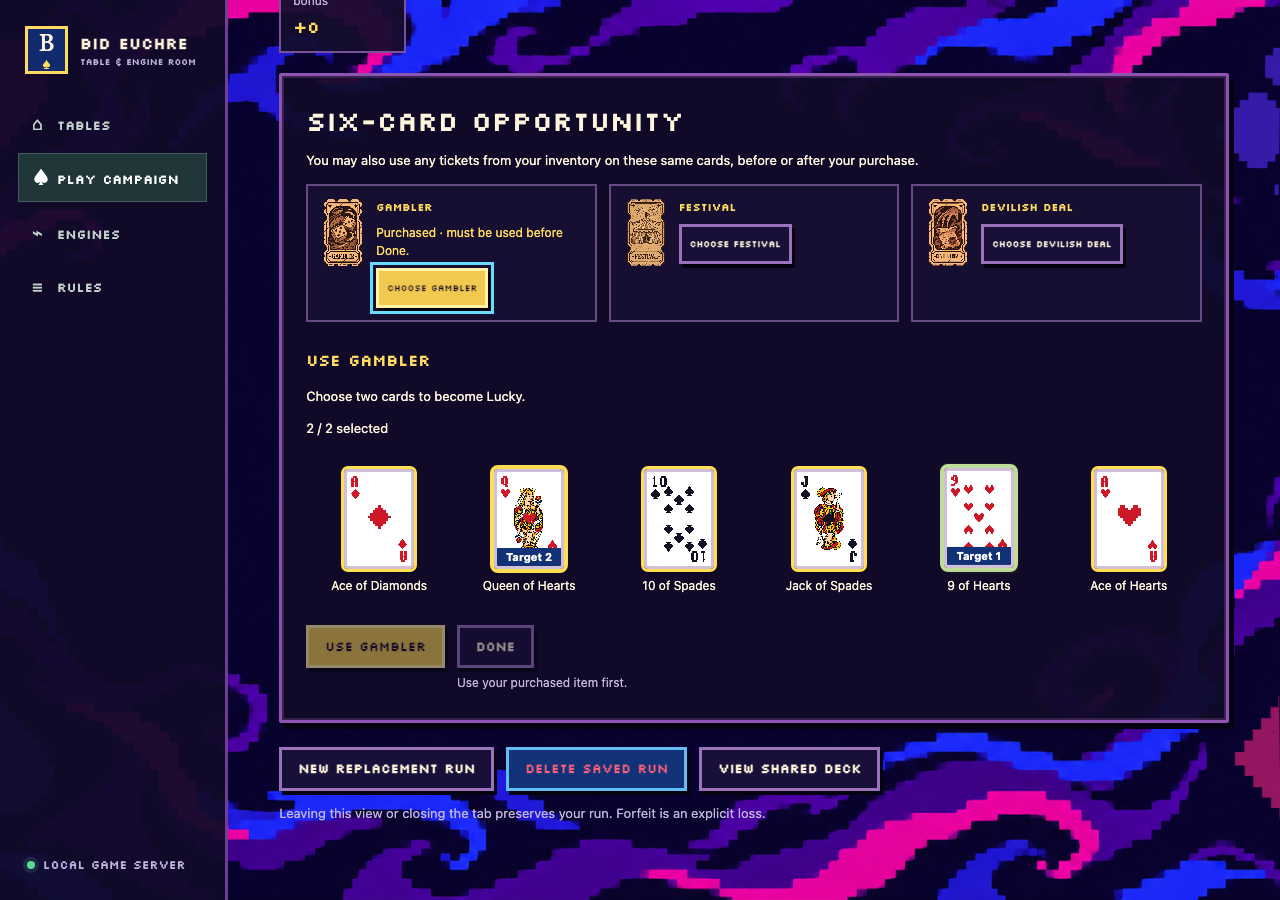 bonus
+0
B
BID EUCHRE
TABLE & ENGINE ROOM
TABLES
PLAY CAMPAIGN
ENGINES
RULES
LOCAL GAME SERVER
SIX-CARD OPPORTUNITY
You may also use any tickets from your inventory on these same cards, before or after your purchase.
GAMBLER
Purchased · must be used before
Done.
CHOOSE GAMBLER
FESTIVAL
CHOOSE FESTIVAL
DEVILISH DEAL
CHOOSE DEVILISH DEAL
USE GAMBLER
Choose two cards to become Lucky.
2 / 2 selected
A
A
Q
Target 2
10
10
J
J
9
Target 1
A
A
Ace of Diamonds
Queen of Hearts
10 of Spades
Jack of Spades
9 of Hearts
Ace of Hearts
USE GAMBLER
DONE
Use your purchased item first.
NEW REPLACEMENT RUN
DELETE SAVED RUN
VIEW SHARED DECK
Leaving this view or closing the tab preserves your run. Forfeit is an explicit loss.